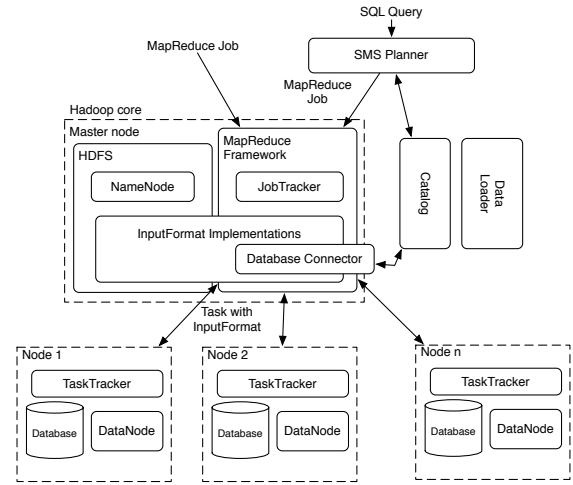 SQL Query
SMS Planner
MapReduce Job
MapReduce
Job
Hadoop core
Master node
HDFS
MapReduce
Framework
NameNode
JobTracker
InputFormat Implementations
Database Connector
Catalog
Data
Loader
Task with
InputFormat
Node 1
TaskTracker
Database
DataNode
Node 2
TaskTracker
Database
DataNode
Node n
TaskTracker
Database
DataNode